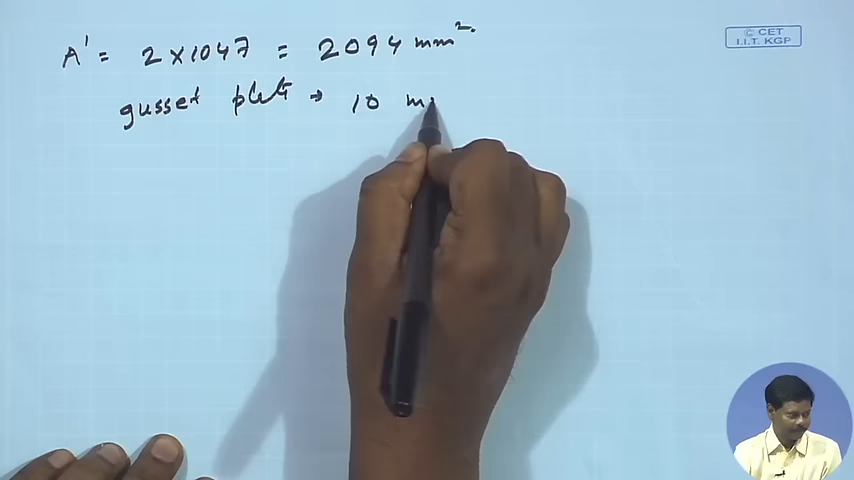 A' = 2 × 1047 = 2094 mm².
gusset plate → 10 m
© CET
I.I.T. KGP